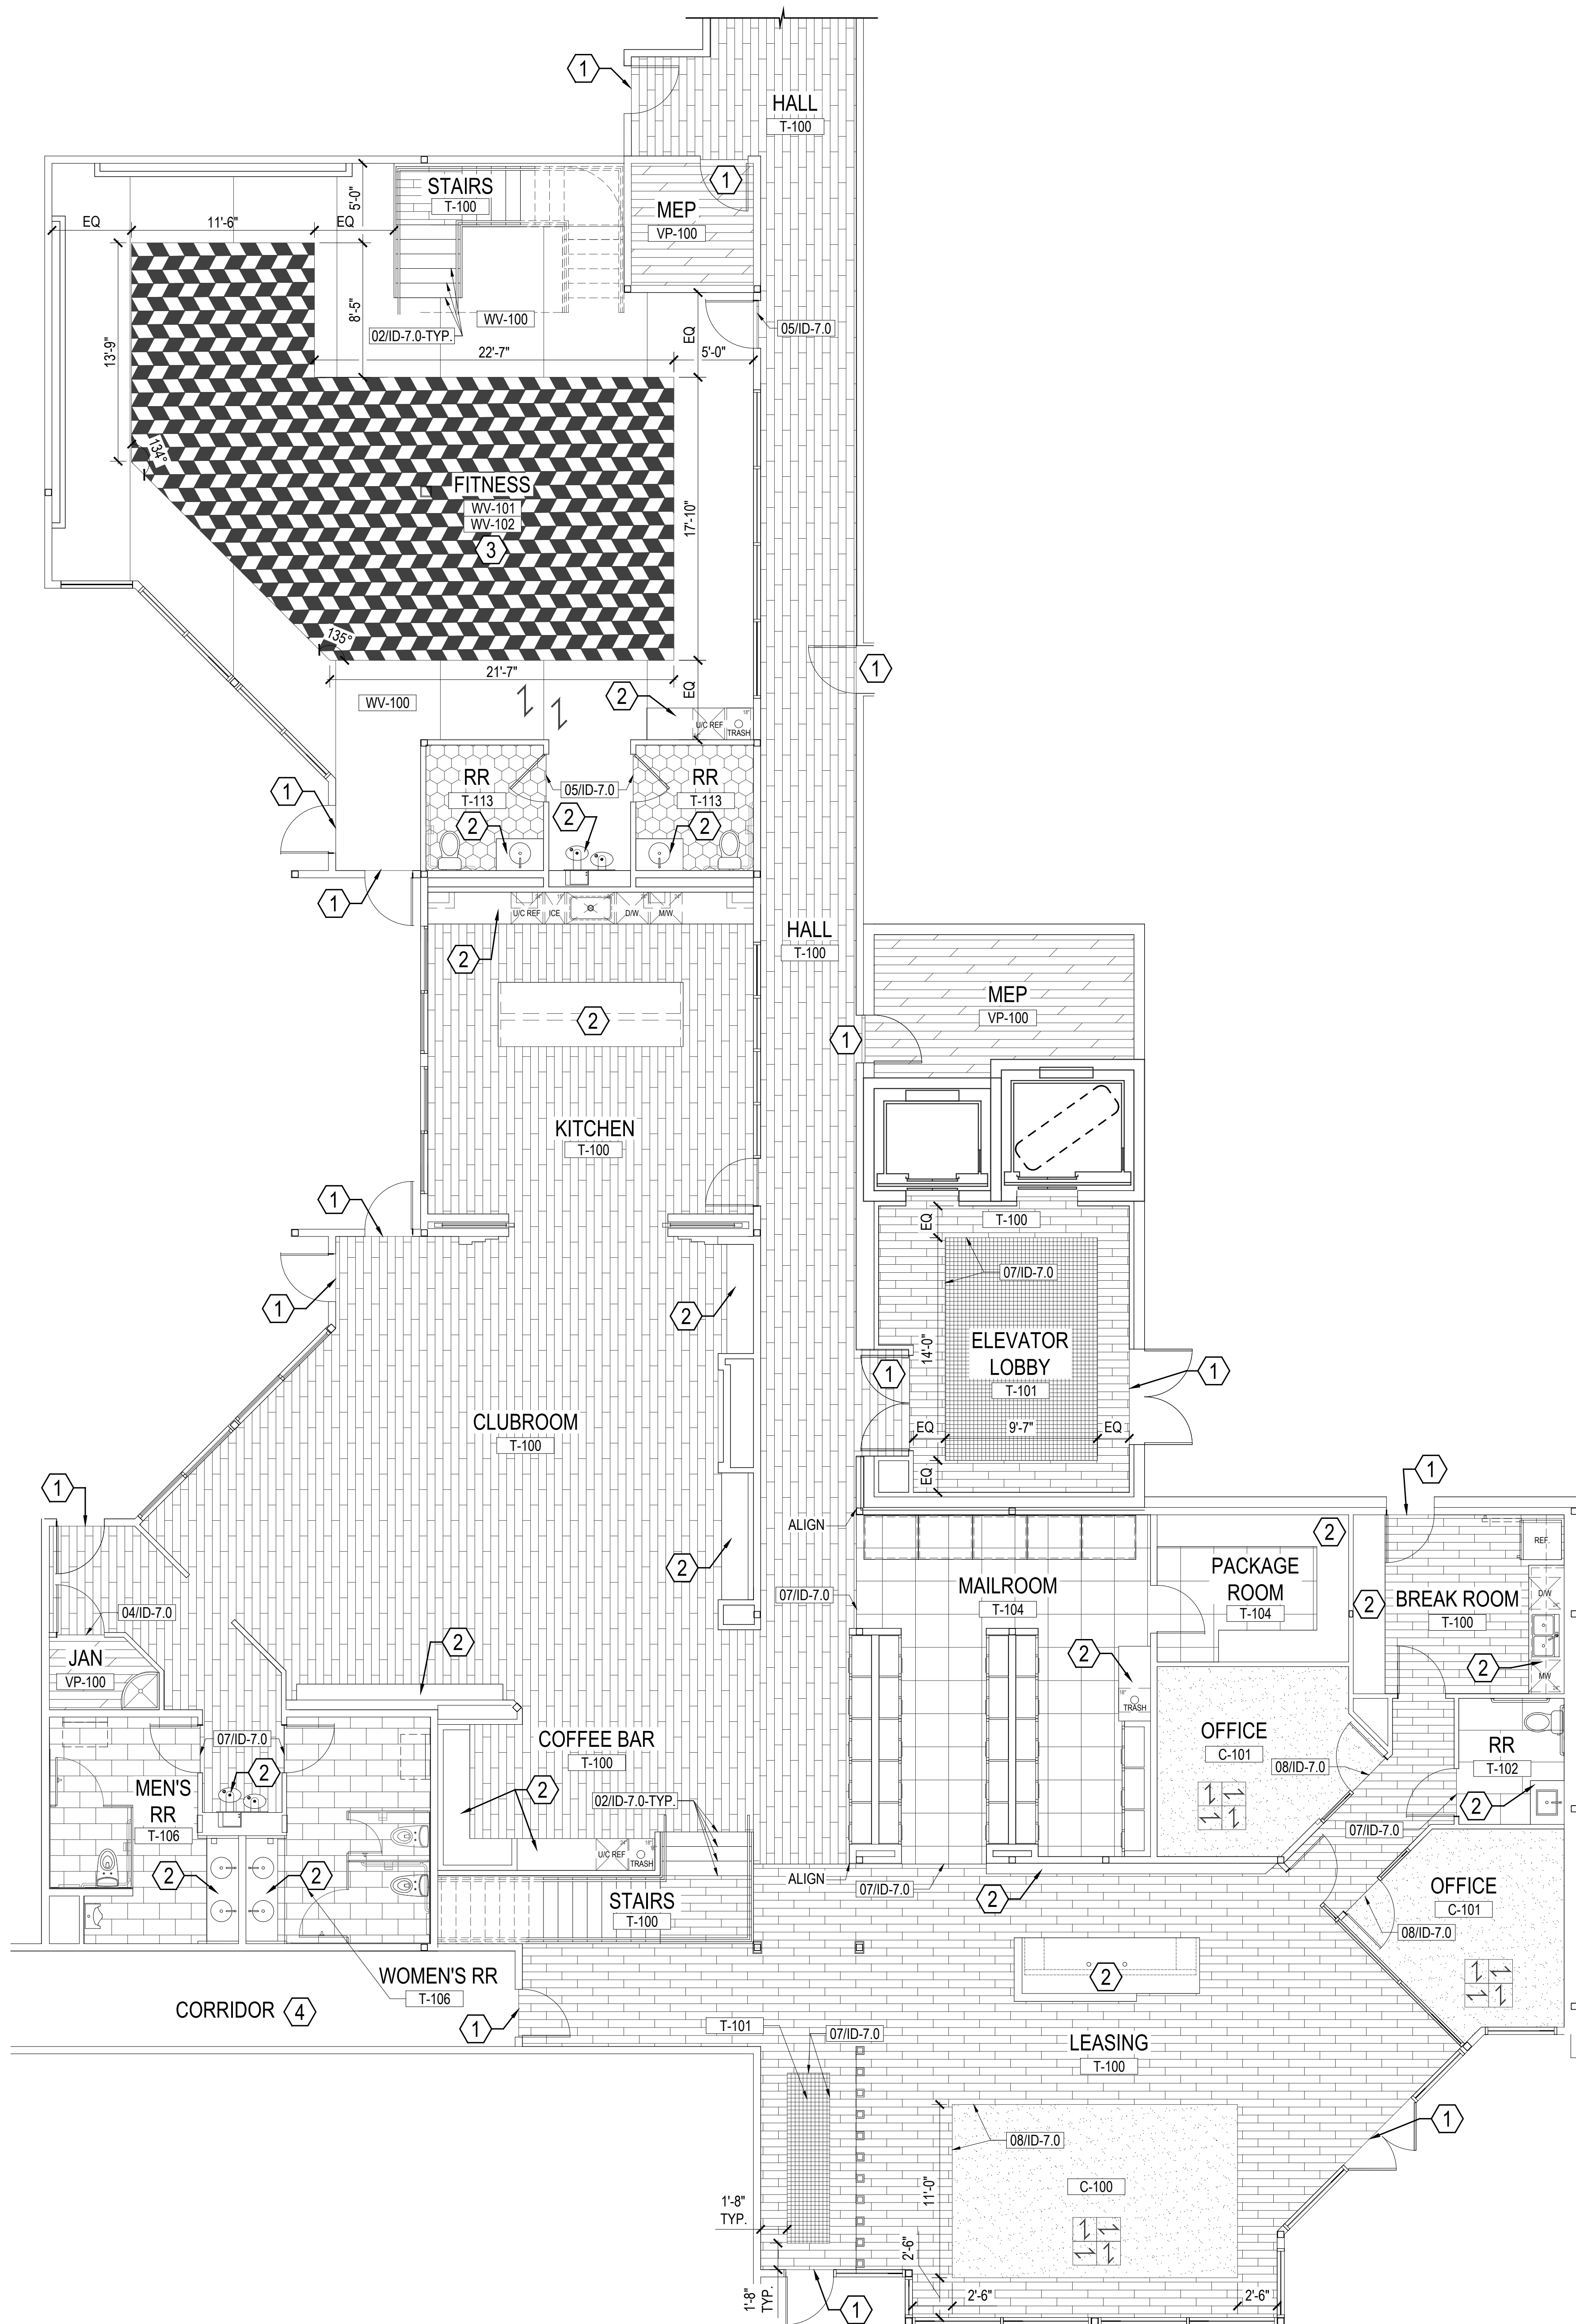 1
HALL
T-100
STAIRS
T-100
1
MEP
VP-100
5'-0"
EQ
11'-6"
EQ
8'-5"
13'-9"
WV-100
02/ID-7.0-TYP.
22'-7"
EQ
5'-0"
05/ID-7.0
134°
FITNESS
WV-101
WV-102
3
17'-10"
135°
21'-7"
EQ
1
WV-100
2
U/C REF
18"
TRASH
RR
T-113
05/ID-7.0
RR
T-113
1
2
2
2
1
U/C REF
ICE
D/W
M/W
24"
2
HALL
T-100
2
MEP
VP-100
1
KITCHEN
T-100
1
1
EQ
T-100
07/ID-7.0
2
14'-0"
ELEVATOR
LOBBY
T-101
1
1
EQ
9'-7"
EQ
EQ
CLUBROOM
T-100
1
1
ALIGN
2
2
REF.
MAILROOM
T-104
PACKAGE
ROOM
T-104
2
BREAK ROOM
T-100
D/W
07/ID-7.0
04/ID-7.0
JAN
VP-100
2
2
18"
TRASH
2
MW
07/ID-7.0
COFFEE BAR
T-100
OFFICE
C-101
08/ID-7.0
RR
T-102
2
MEN'S
RR
T-106
2
02/ID-7.0-TYP.
2
07/ID-7.0
24"
U/C REF
18"
TRASH
2
2
ALIGN
07/ID-7.0
2
OFFICE
C-101
08/ID-7.0
STAIRS
T-100
WOMEN'S RR
T-106
2
CORRIDOR
4
1
T-101
07/ID-7.0
LEASING
T-100
08/ID-7.0
1
11'-0"
C-100
1'-8"
TYP.
2'-6"
1'-8"
TYP.
1
2'-6"
2'-6"